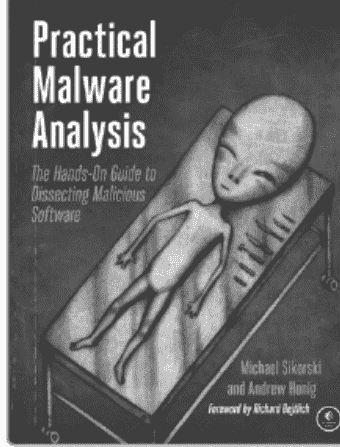 Practical
Malware
Analysis
The Hands-On Guide to
Dissecting Malicious
Software
Michael Sikorski
and Andrew Honig
Foreword by Richard Bejtlich